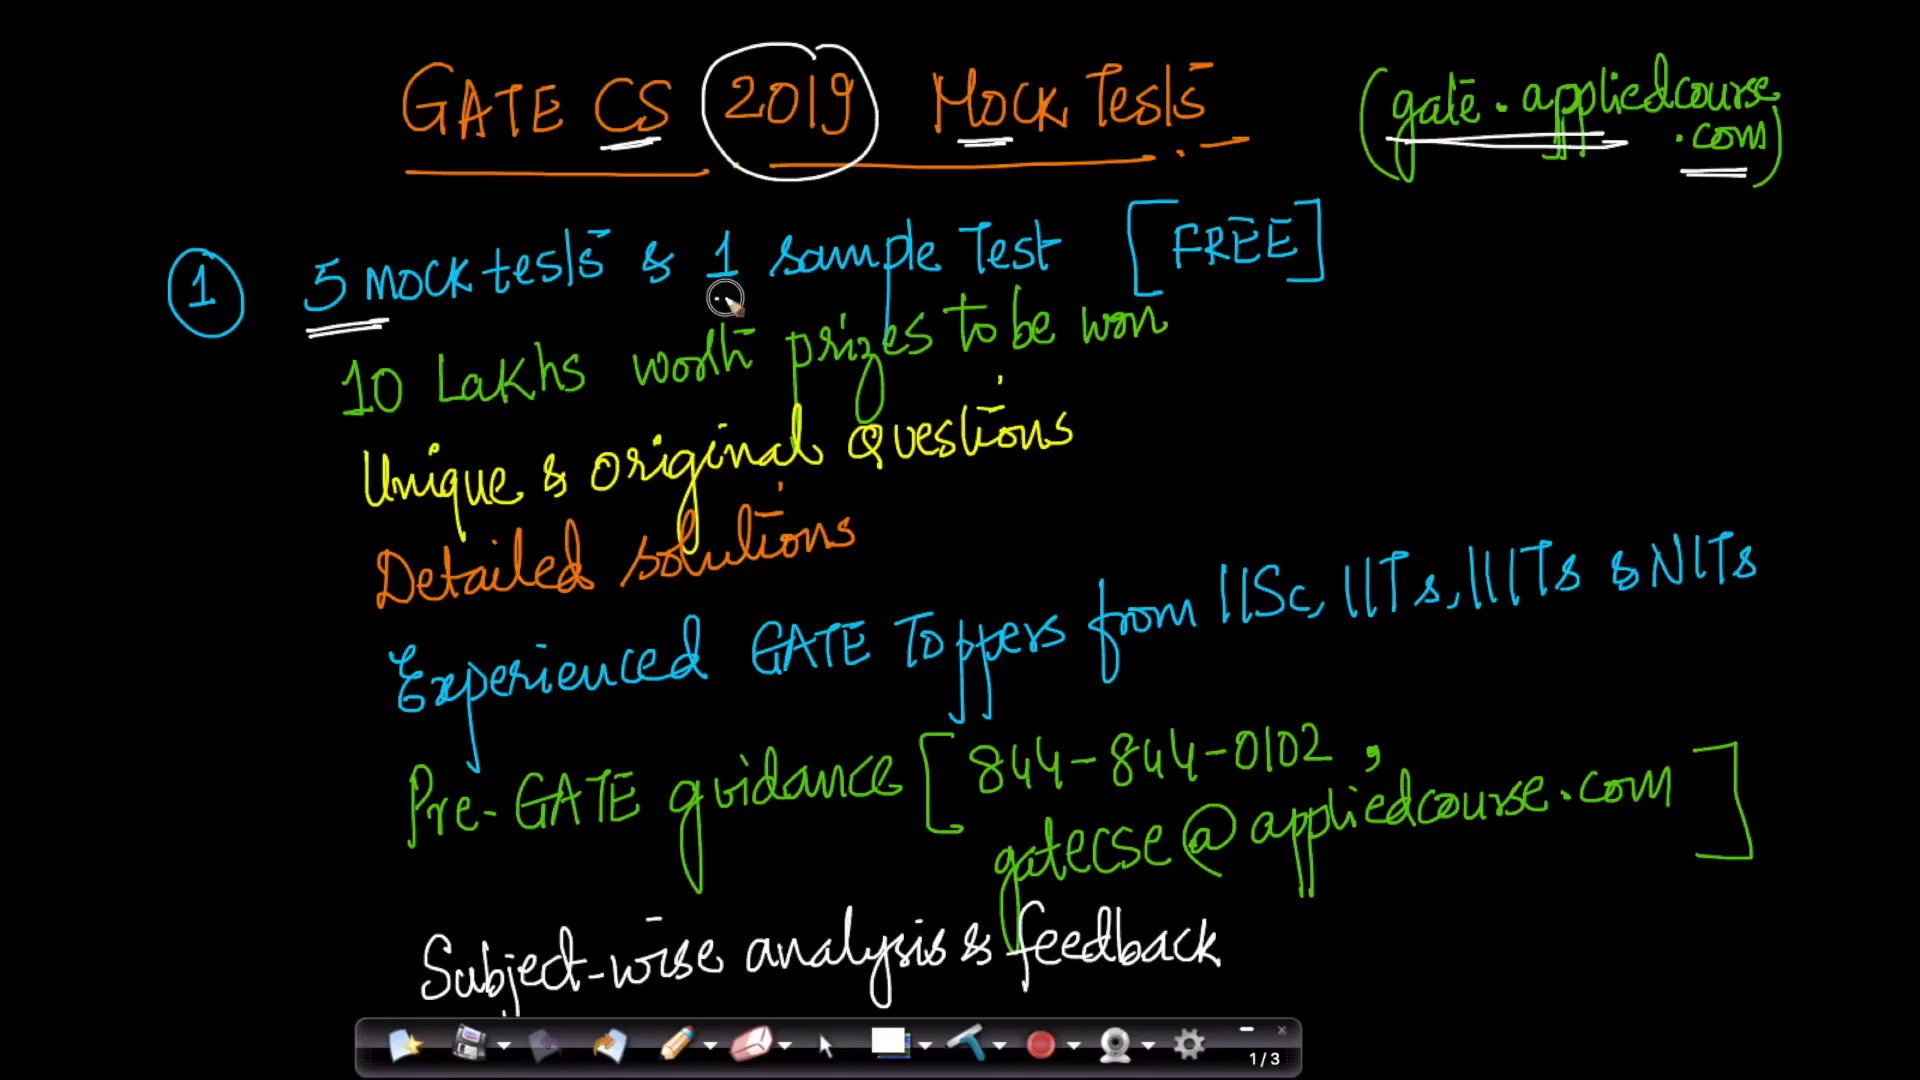 GATE CS 2019 Mock Tests
(gate.appliedcourse
.com)
1 5 mock tests & 1 sample Test [FREE]
10 Lakhs worth prizes to be won
Unique & original Questions
Detailed solutions
Experienced GATE Toppers from IISc, IITs, IIITs & NITs
Pre-GATE guidance [844-844-0102,
gatecse@appliedcourse.com]
Subject-wise analysis & feedback
1/3